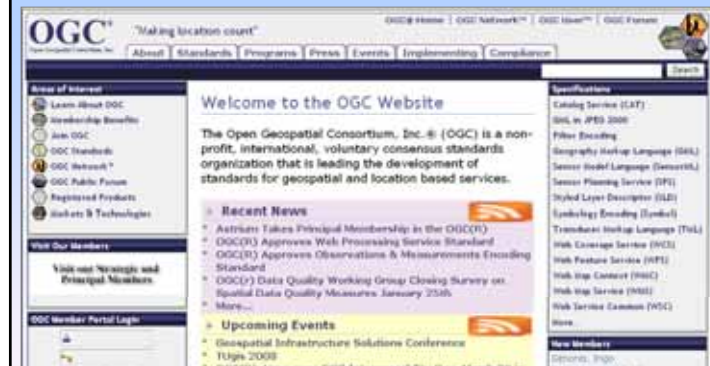 OGC®
Open Geospatial Consortium, Inc.
"Making location count"
OGC® Home | OGC Network™ | OGC User™ | OGC Forum
About | Standards | Programs | Press | Events | Implementing | Compliance
Search
Areas of Interest
Learn About OGC
Membership Benefits
Join OGC
OGC Standards
OGC Network™
OGC Public Forum
Registered Products
Markets & Technologies
Visit Our Members
Visit our Strategic and
Principal Members
OGC Member Portal Login
Welcome to the OGC Website
The Open Geospatial Consortium, Inc.® (OGC) is a non-
profit, international, voluntary consensus standards
organization that is leading the development of
standards for geospatial and location based services.
Recent News
Astrium Takes Principal Membership in the OGC(R)
OGC(R) Approves Web Processing Service Standard
OGC(R) Approves Observations & Measurements Encoding
Standard
OGC(r) Data Quality Working Group Closing Survey on
Spatial Data Quality Measures January 25th
More...
Upcoming Events
Geospatial Infrastructure Solutions Conference
TUgis 2008
Specifications
Catalog Service (CAT)
GML in JPEG 2000
Filter Encoding
Geography Markup Language (GML)
Sensor Model Language (SensorML)
Sensor Planning Service (SPS)
Styled Layer Descriptor (SLD)
Symbology Encoding (Symbol)
Transducer Markup Language (TML)
Web Coverage Service (WCS)
Web Feature Service (WFS)
Web Map Context (WMC)
Web Map Service (WMS)
Web Service Common (WSC)
More...
New Members